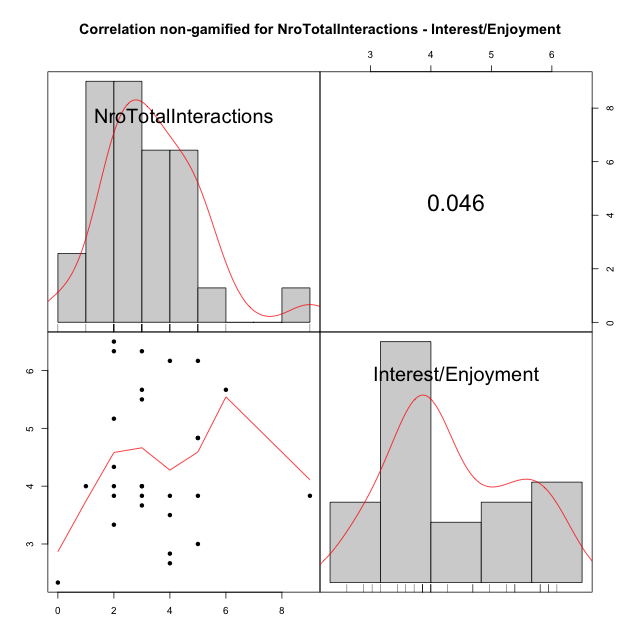 Correlation non-gamified for NroTotalInteractions - Interest/Enjoyment
3 4 5 6
NroTotalInteractions
0.046
0 2 4 6 8
3 4 5 6
Interest/Enjoyment
0 2 4 6 8